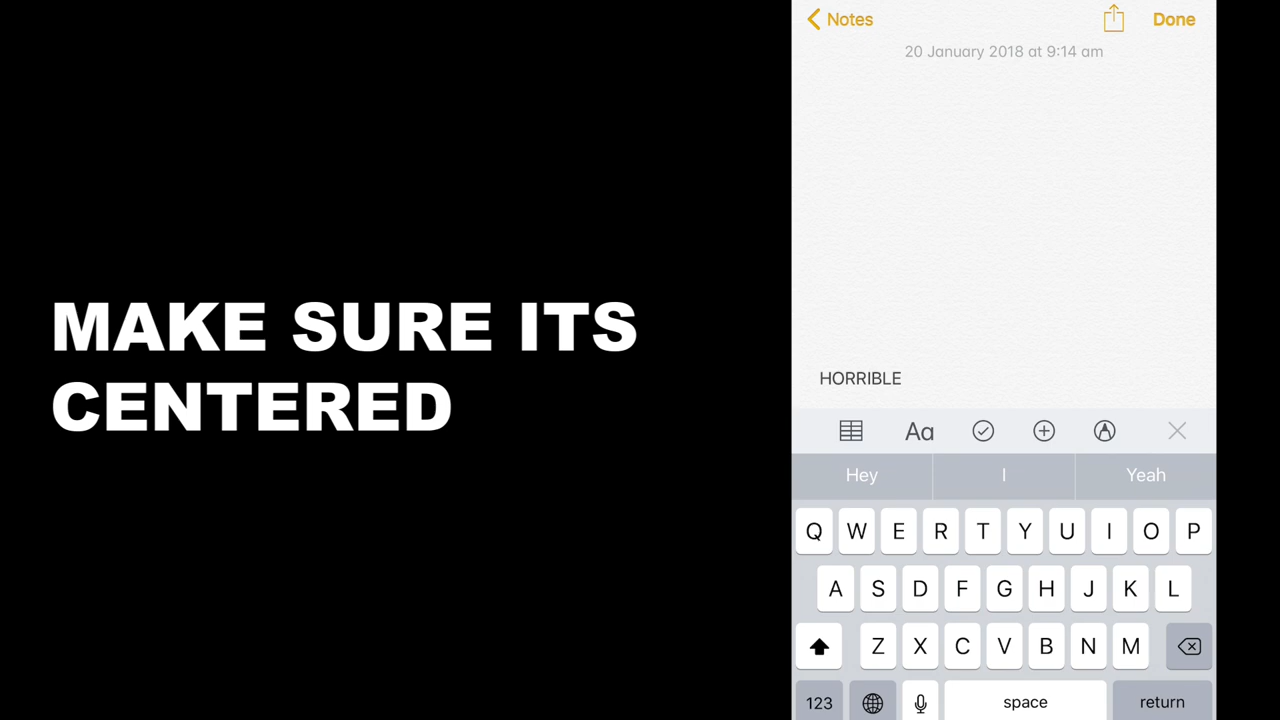 MAKE SURE ITS
CENTERED
Notes
Done
20 January 2018 at 9:14 am
HORRIBLE
Aa
Hey I Yeah
Q W E R T Y U I O P
A S D F G H J K L
Z X C V B N M
123 space return